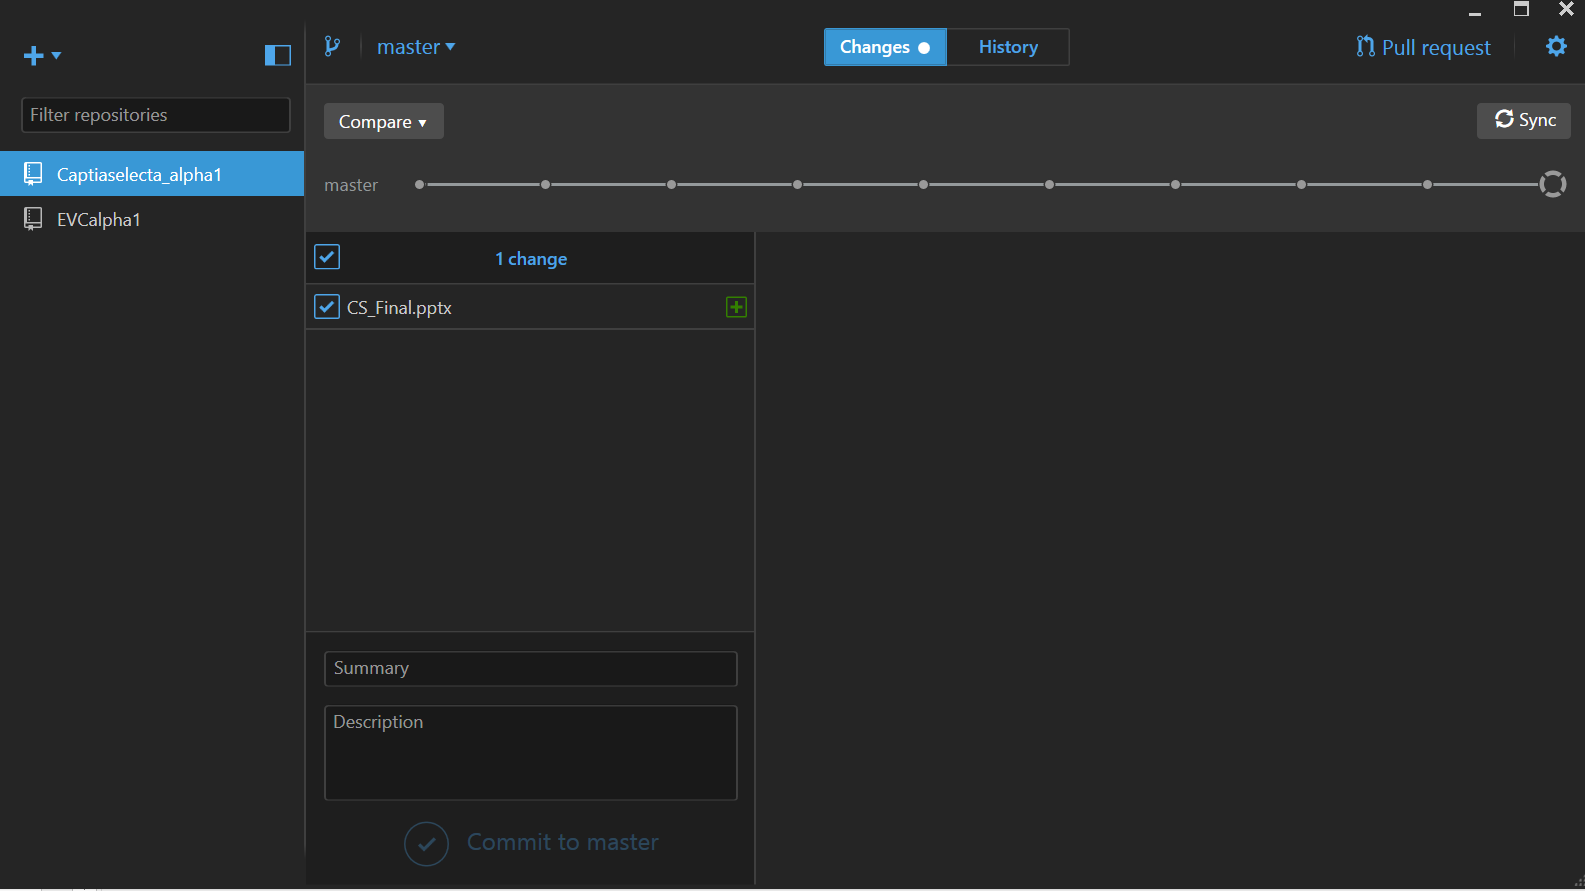 master
Changes
History
Pull request
Filter repositories
Compare
Sync
Captiaselecta_alpha1
master
EVCalpha1
1 change
CS_Final.pptx
Summary
Description
Commit to master